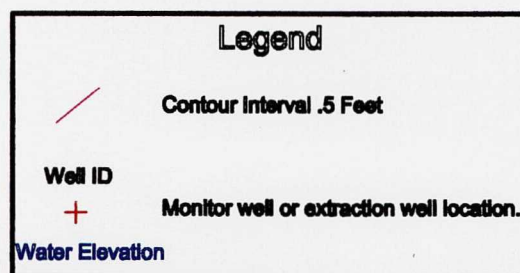 Legend
Contour Interval .5 Feet
Well ID
Monitor well or extraction well location.
Water Elevation